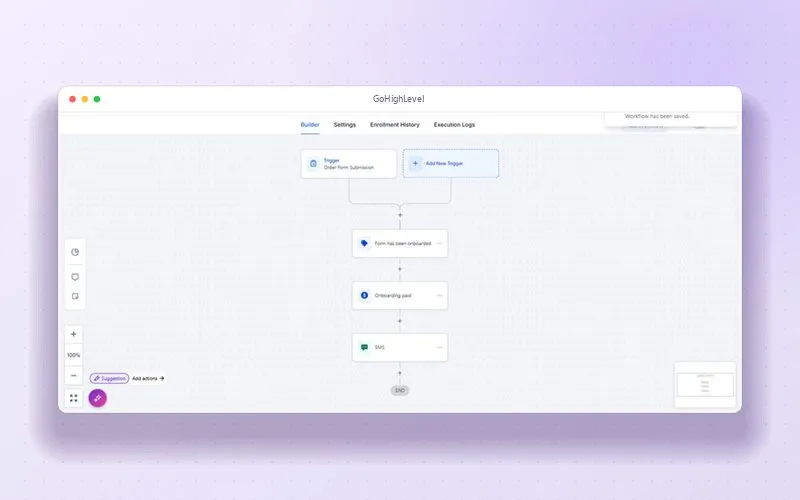 GoHighLevel
Workflow has been saved.
Builder Settings Enrollment History Execution Logs
Trigger
Order Form Submission
Add New Trigger
Form has been onboarded
Onboarding paid
SMS
100%
Suggestion Add actions
END